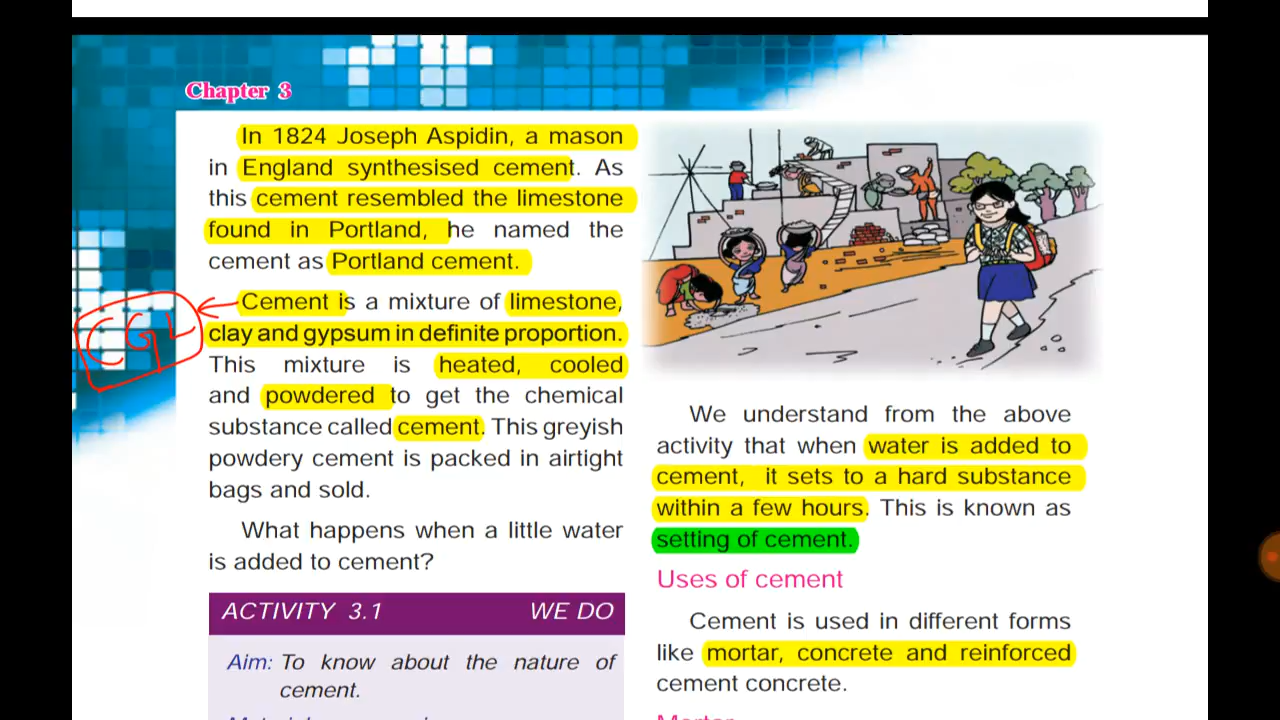 Chapter 3
In 1824 Joseph Aspidin, a mason
in England synthesised cement. As
this cement resembled the limestone
found in Portland, he named the
cement as Portland cement.
CGL
Cement is a mixture of limestone,
clay and gypsum in definite proportion.
This mixture is heated, cooled
and powdered to get the chemical
substance called cement. This greyish
powdery cement is packed in airtight
bags and sold.
What happens when a little water
is added to cement?
ACTIVITY 3.1 WE DO
Aim: To know about the nature of
cement.
We understand from the above
activity that when water is added to
cement, it sets to a hard substance
within a few hours. This is known as
setting of cement.
Uses of cement
Cement is used in different forms
like mortar, concrete and reinforced
cement concrete.